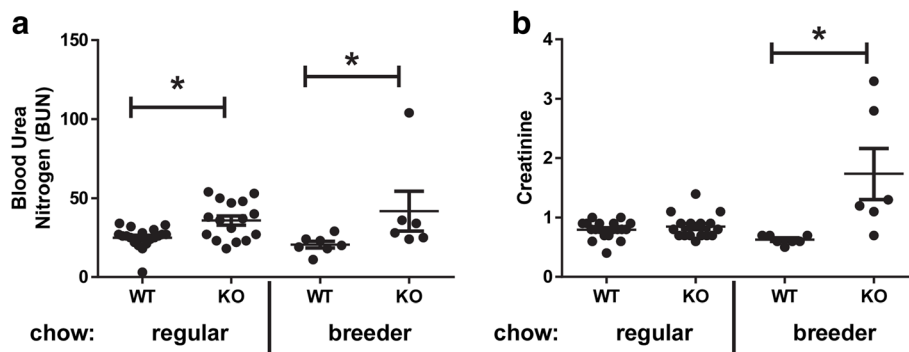 a
Blood Urea
Nitrogen (BUN)
150
100
50
0
*
*
WT
KO
WT
KO
chow:
regular
breeder
b
Creatinine
4
3
2
1
0
*
WT
KO
WT
KO
chow:
regular
breeder